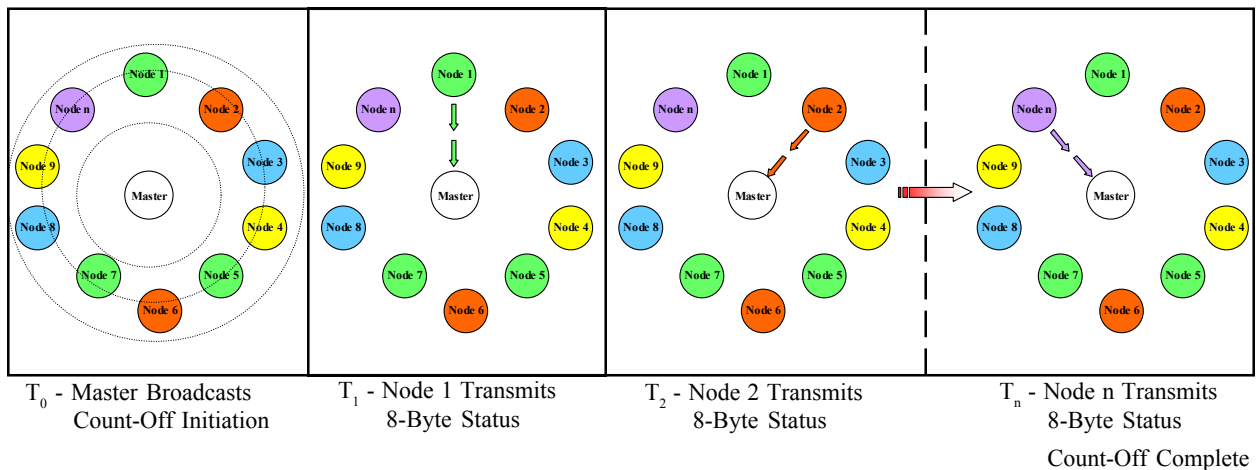 Node 1
Node n
Node 2
Node 3
Node 9
Master
Node 8
Node 4
Node 7
Node 5
Node 6
T0 - Master Broadcasts
Count-Off Initiation
Node 1
Node n
Node 2
Node 3
Node 9
Master
Node 8
Node 4
Node 7
Node 5
Node 6
T1 - Node 1 Transmits
8-Byte Status
Node 1
Node n
Node 2
Node 3
Node 9
Master
Node 8
Node 4
Node 7
Node 5
Node 6
T2 - Node 2 Transmits
8-Byte Status
Node 1
Node n
Node 2
Node 3
Node 9
Master
Node 8
Node 4
Node 7
Node 5
Node 6
Tn - Node n Transmits
8-Byte Status
Count-Off Complete